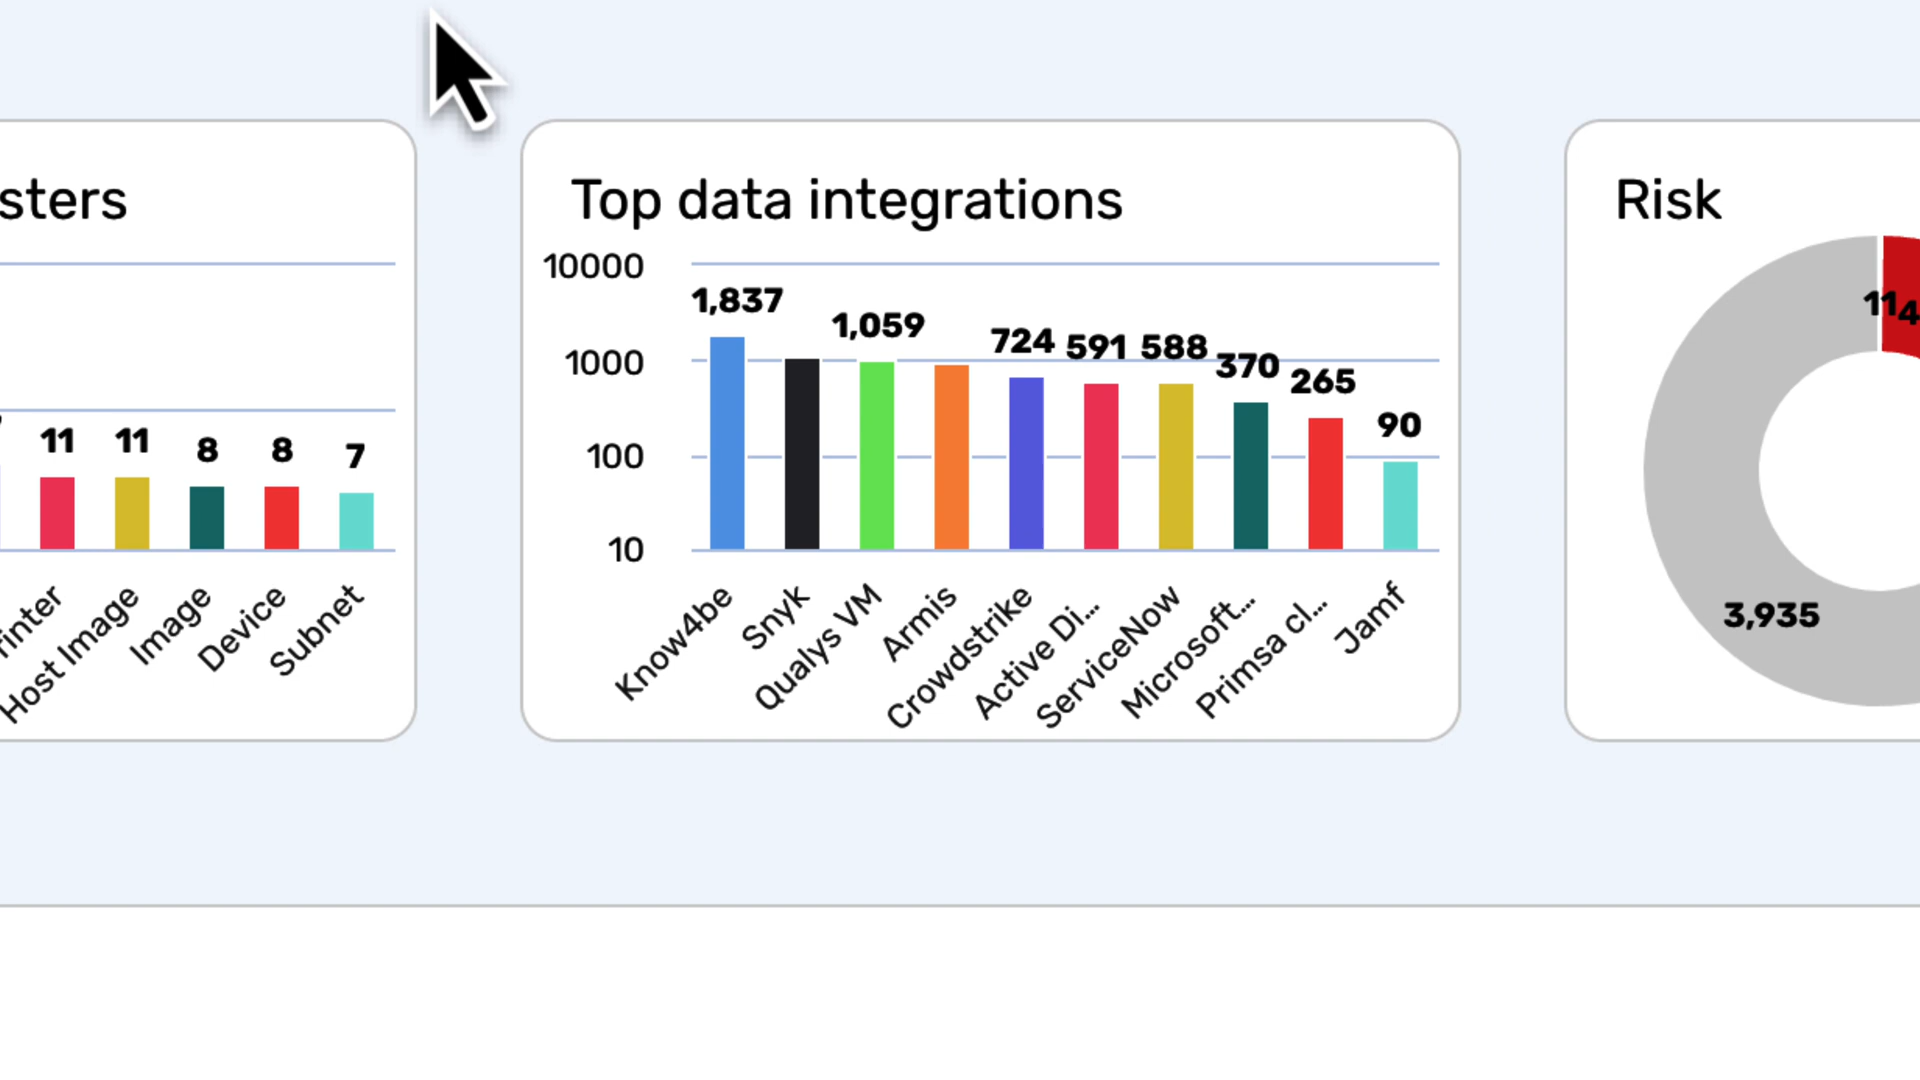 sters
11
11
8
8
7
Host Image
Image
Device
Subnet
Top data integrations
10000
1000
100
10
1,837
1,059
724
591
588
370
265
90
Know4be
Snyk
Qualys VM
Armis
Crowdstrike
Active Di...
ServiceNow
Microsoft...
Primsa cl...
Jamf
Risk
11
4
3,935